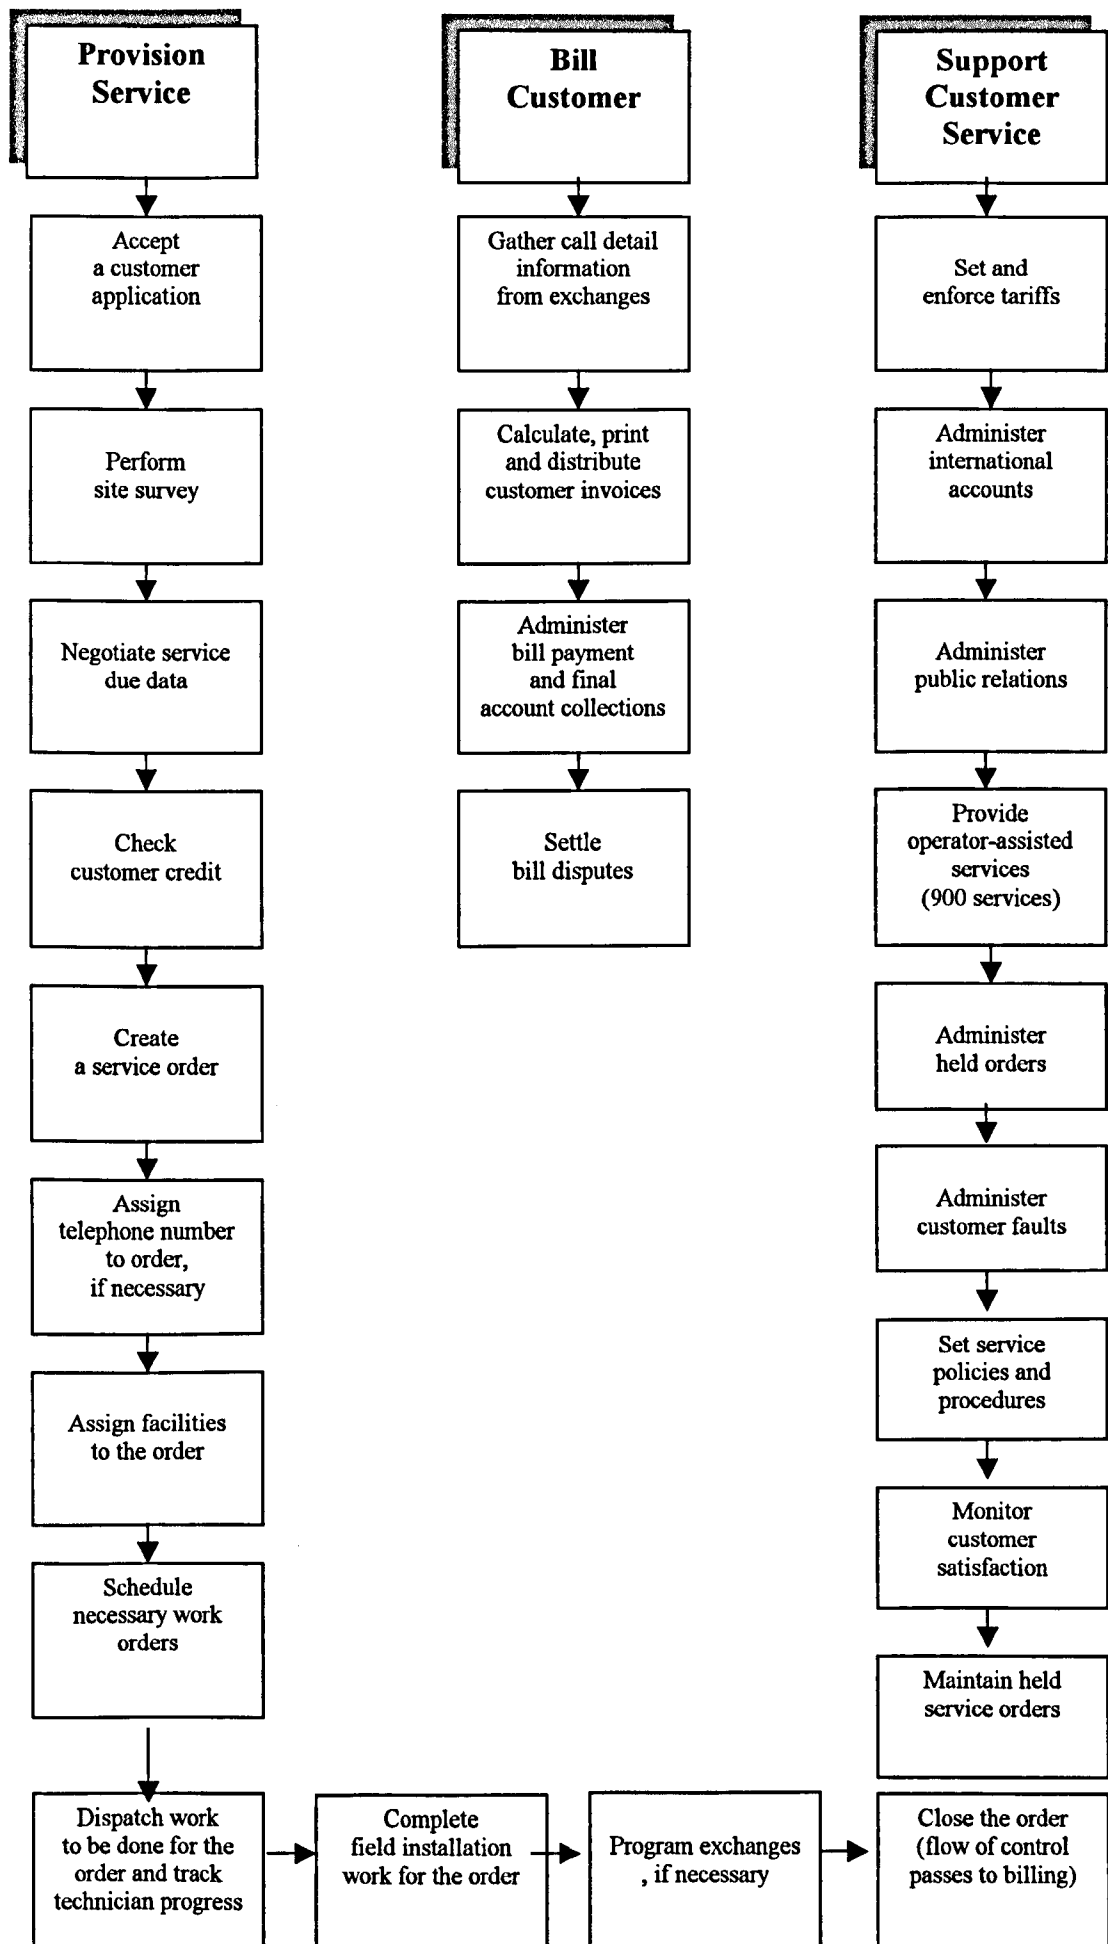 Provision
Service
Accept
a customer
application
Perform
site survey
Negotiate service
due data
Check
customer credit
Create
a service order
Assign
telephone number
to order,
if necessary
Assign facilities
to the order
Schedule
necessary work
orders
Dispatch work
to be done for the
order and track
technician progress
Complete
field installation
work for the order
Program exchanges
, if necessary
Close the order
(flow of control
passes to billing)
Bill
Customer
Gather call detail
information
from exchanges
Calculate, print
and distribute
customer invoices
Administer
bill payment
and final
account collections
Settle
bill disputes
Support
Customer
Service
Set and
enforce tariffs
Administer
international
accounts
Administer
public relations
Provide
operator-assisted
services
(900 services)
Administer
held orders
Administer
customer faults
Set service
policies and
procedures
Monitor
customer
satisfaction
Maintain held
service orders